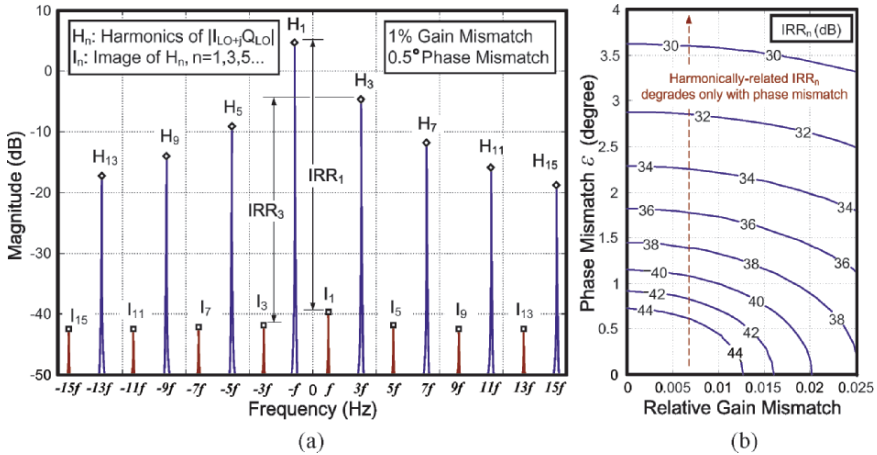 H₁
Hₙ: Harmonics of |I_LO+jQ_LO|
Iₙ: Image of Hₙ, n=1,3,5...
1% Gain Mismatch
0.5° Phase Mismatch
H₃
H₅
H₇
H₉
H₁₁
H₁₃
H₁₅
IRR₁
IRR₃
I₁₅
I₁₁
I₇
I₃
I₁
I₅
I₉
I₁₃
10
0
-10
-20
-30
-40
-50
Magnitude (dB)
-15f -13f -11f -9f -7f -5f -3f -f 0 f 3f 5f 7f 9f 11f 13f 15f
Frequency (Hz)
(a)
IRRₙ (dB)
Harmonically-related IRRₙ
degrades only with phase mismatch
30 30
32 32
34 34
36 36
38 38 38
40 40
42 42
44 44
4
3.5
3
2.5
2
1.5
1
0.5
0
Phase Mismatch ε (degree)
0 0.005 0.01 0.015 0.02 0.025
Relative Gain Mismatch
(b)